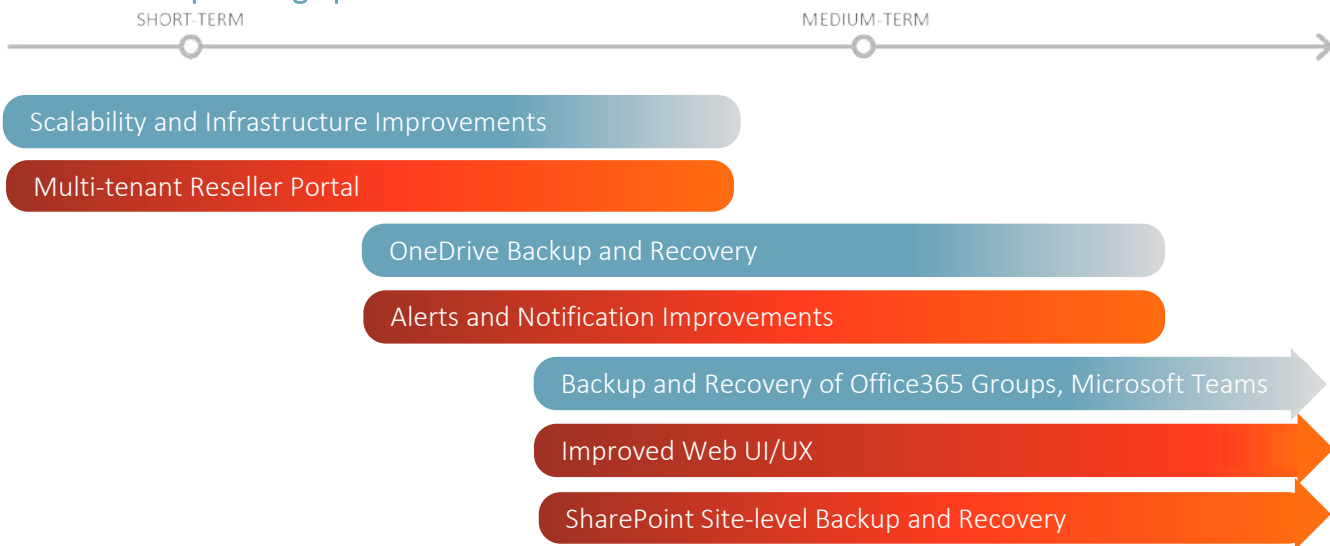 SHORT-TERM
MEDIUM-TERM
Scalability and Infrastructure Improvements
Multi-tenant Reseller Portal
OneDrive Backup and Recovery
Alerts and Notification Improvements
Backup and Recovery of Office365 Groups, Microsoft Teams
Improved Web UI/UX
SharePoint Site-level Backup and Recovery